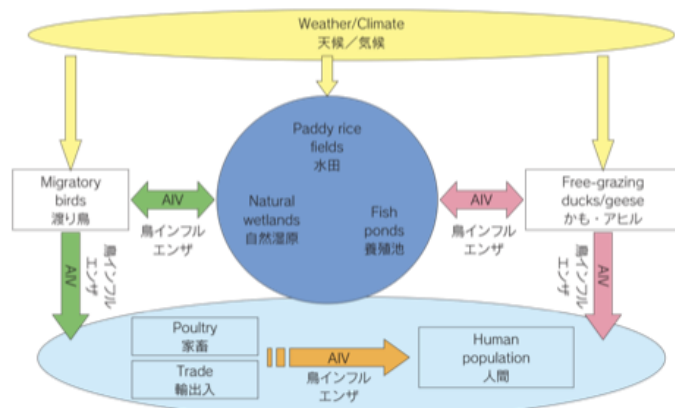 Weather/Climate
天候／気候
Paddy rice
fields
水田
Migratory
birds
渡り鳥
AIV
鳥インフル
エンザ
Natural
wetlands
自然湿原
Fish
ponds
養殖池
AIV
鳥インフル
エンザ
Free-grazing
ducks/geese
かも・アヒル
AIV
鳥インフル
エンザ
AIV
鳥インフル
エンザ
Poultry
家畜
Trade
輸出入
AIV
鳥インフル
エンザ
Human
population
人間